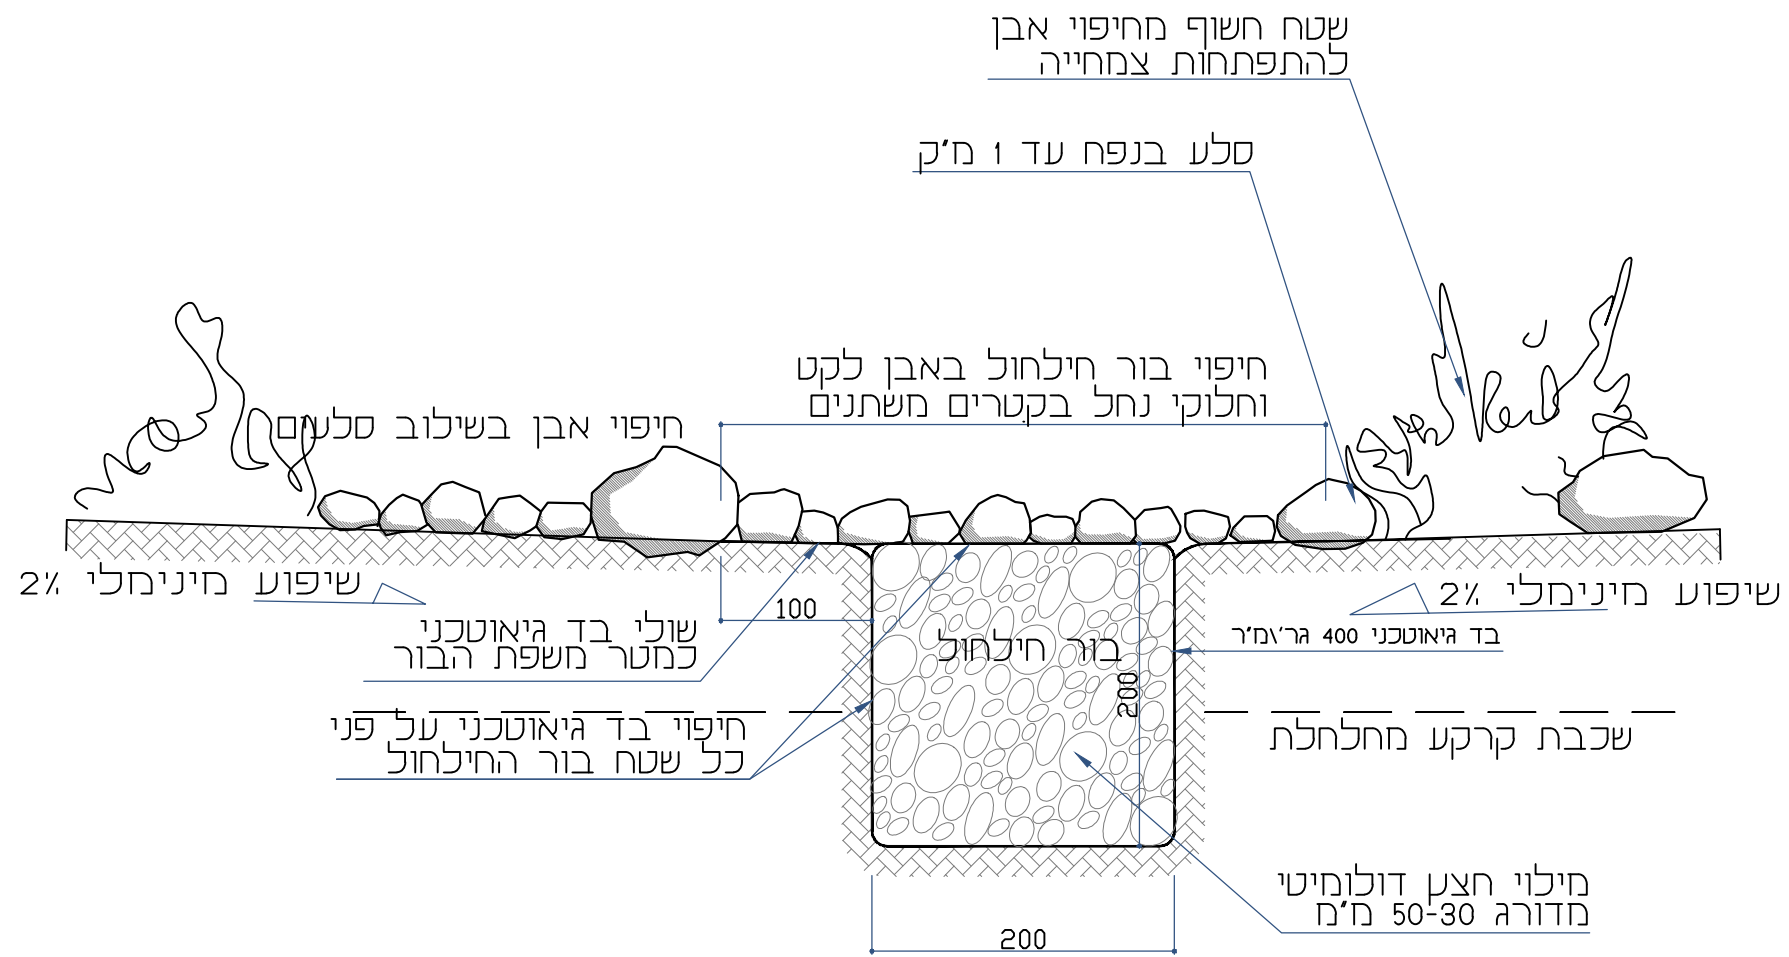 שטח חשוף מחיפוי אבן
להתפתחות צמחייה
סלע בנפח עד 1 מ"ק
חיפוי בור חילחול באבן לקט
וחלוקי נחל בקטרים משתנים
חיפוי אבן בשילוב סלעים
שיפוע מינימלי 2%
שיפוע מינימלי 2%
100
שולי בד גיאוטכני
כמטר משפת הבור
בור חילחול
בד גיאוטכני 400 גר'\מ"ר
200
חיפוי בד גיאוטכני על פני
כל שטח בור החילחול
שכבת קרקע מחלחלת
מילוי חצץ דולומיטי
מדורג 50-30 מ"מ
200